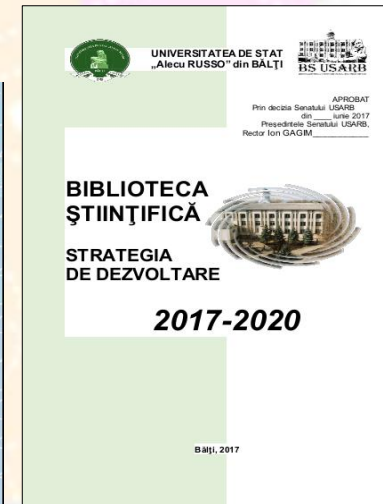 UNIVERSITATEA DE STAT
„Alecu RUSSO” din BĂLŢI
BS USARB
APROBAT
Prin decizia Senatului USARB
din ____ iunie 2017
Preşedintele Senatului USARB,
Rector Ion GAGIM____________
BIBLIOTECA
ŞTIINŢIFICĂ
STRATEGIA
DE DEZVOLTARE
2017-2020
Bălţi, 2017